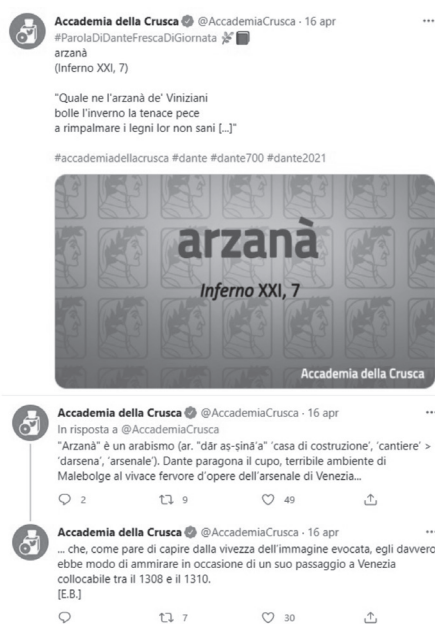 Accademia della Crusca @AccademiaCrusca · 16 apr
#ParolaDiDanteFrescaDiGiornata
arzanà
(Inferno XXI, 7)
"Quale ne l'arzanà de' Viniziani
bolle l'inverno la tenace pece
a rimpalmare i legni lor non sani [...]"
#accademiadellacrusca #dante #dante700 #dante2021
arzanà
Inferno XXI, 7
Accademia della Crusca
Accademia della Crusca @AccademiaCrusca · 16 apr
In risposta a @AccademiaCrusca
"Arzanà" è un arabismo (ar. "dār aṣ-ṣinā'a" 'casa di costruzione', 'cantiere' >
'darsena', 'arsenale'). Dante paragona il cupo, terribile ambiente di
Malebolge al vivace fervore d'opere dell'arsenale di Venezia...
2 9 49
Accademia della Crusca @AccademiaCrusca · 16 apr
... che, come pare di capire dalla vivezza dell'immagine evocata, egli davvero
ebbe modo di ammirare in occasione di un suo passaggio a Venezia
collocabile tra il 1308 e il 1310.
[E.B.]
7 30